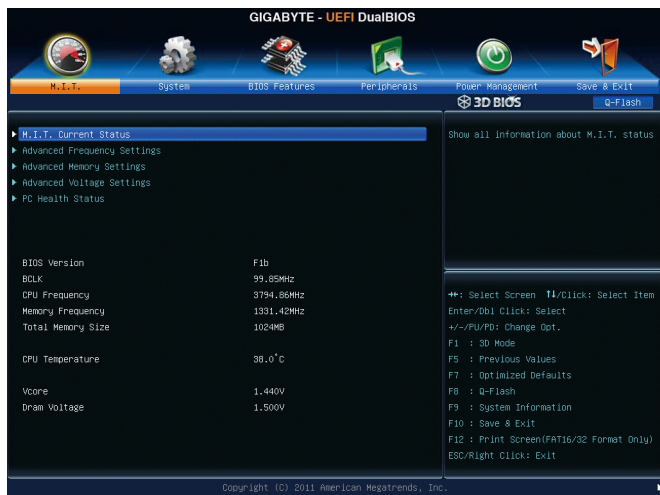 GIGABYTE - UEFI DualBIOS
M.I.T.
System
BIOS Features
Peripherals
Power Management
Save & Exit
3D BIOS
Q-Flash
M.I.T. Current Status
Advanced Frequency Settings
Advanced Memory Settings
Advanced Voltage Settings
PC Health Status
Show all information about M.I.T. status
BIOS Version F1b
BCLK 99.85MHz
CPU Frequency 3794.86MHz
Memory Frequency 1331.42MHz
Total Memory Size 1024MB
CPU Temperature 38.0°C
Vcore 1.440V
Dram Voltage 1.500V
→←: Select Screen ↑↓/Click: Select Item
Enter/Dbl Click: Select
+/-/PU/PD: Change Opt.
F1 : 3D Mode
F5 : Previous Values
F7 : Optimized Defaults
F8 : Q-Flash
F9 : System Information
F10 : Save & Exit
F12 : Print Screen(FAT16/32 Format Only)
ESC/Right Click: Exit
Copyright (C) 2011 American Megatrends, Inc.